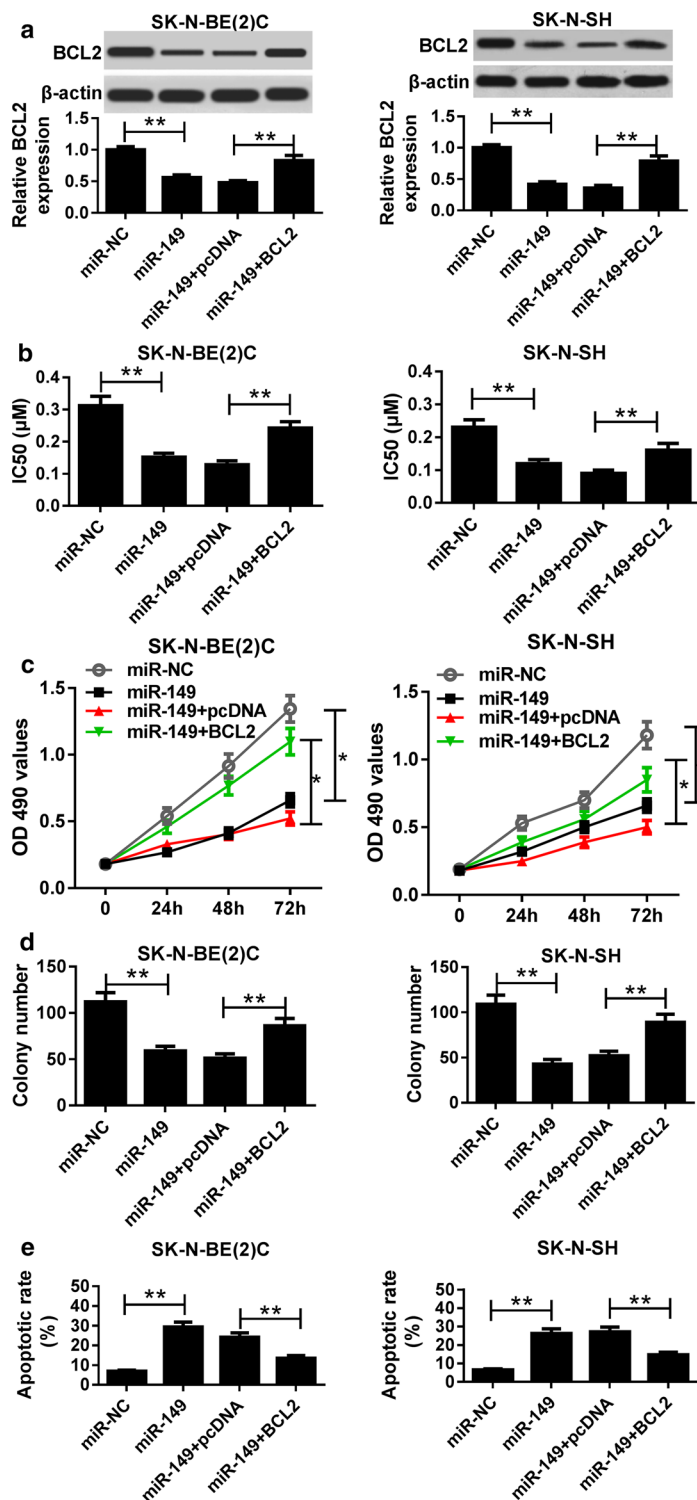 a
SK-N-BE(2)C
BCL2
β-actin
Relative BCL2
expression
1.5
1.0
0.5
0.0
**
**
miR-NC
miR-149
miR-149+pcDNA
miR-149+BCL2
SK-N-SH
BCL2
β-actin
Relative BCL2
expression
1.5
1.0
0.5
0.0
**
**
miR-NC
miR-149
miR-149+pcDNA
miR-149+BCL2
b
SK-N-BE(2)C
IC50 (μM)
0.4
0.3
0.2
0.1
0.0
**
**
miR-NC
miR-149
miR-149+pcDNA
miR-149+BCL2
SK-N-SH
IC50 (μM)
0.4
0.3
0.2
0.1
0.0
**
**
miR-NC
miR-149
miR-149+pcDNA
miR-149+BCL2
c
SK-N-BE(2)C
miR-NC
miR-149
miR-149+pcDNA
miR-149+BCL2
OD 490 values
1.5
1.0
0.5
0.0
0
24h
48h
72h
*
*
SK-N-SH
miR-NC
miR-149
miR-149+pcDNA
miR-149+BCL2
OD 490 values
1.5
1.0
0.5
0.0
0
24h
48h
72h
*
d
SK-N-BE(2)C
Colony number
150
100
50
0
**
**
miR-NC
miR-149
miR-149+pcDNA
miR-149+BCL2
SK-N-SH
Colony number
150
100
50
0
**
**
miR-NC
miR-149
miR-149+pcDNA
miR-149+BCL2
e
SK-N-BE(2)C
Apoptotic rate
(%)
50
40
30
20
10
0
**
**
miR-NC
miR-149
miR-149+pcDNA
miR-149+BCL2
SK-N-SH
Apoptotic rate
(%)
50
40
30
20
10
0
**
**
miR-NC
miR-149
miR-149+pcDNA
miR-149+BCL2